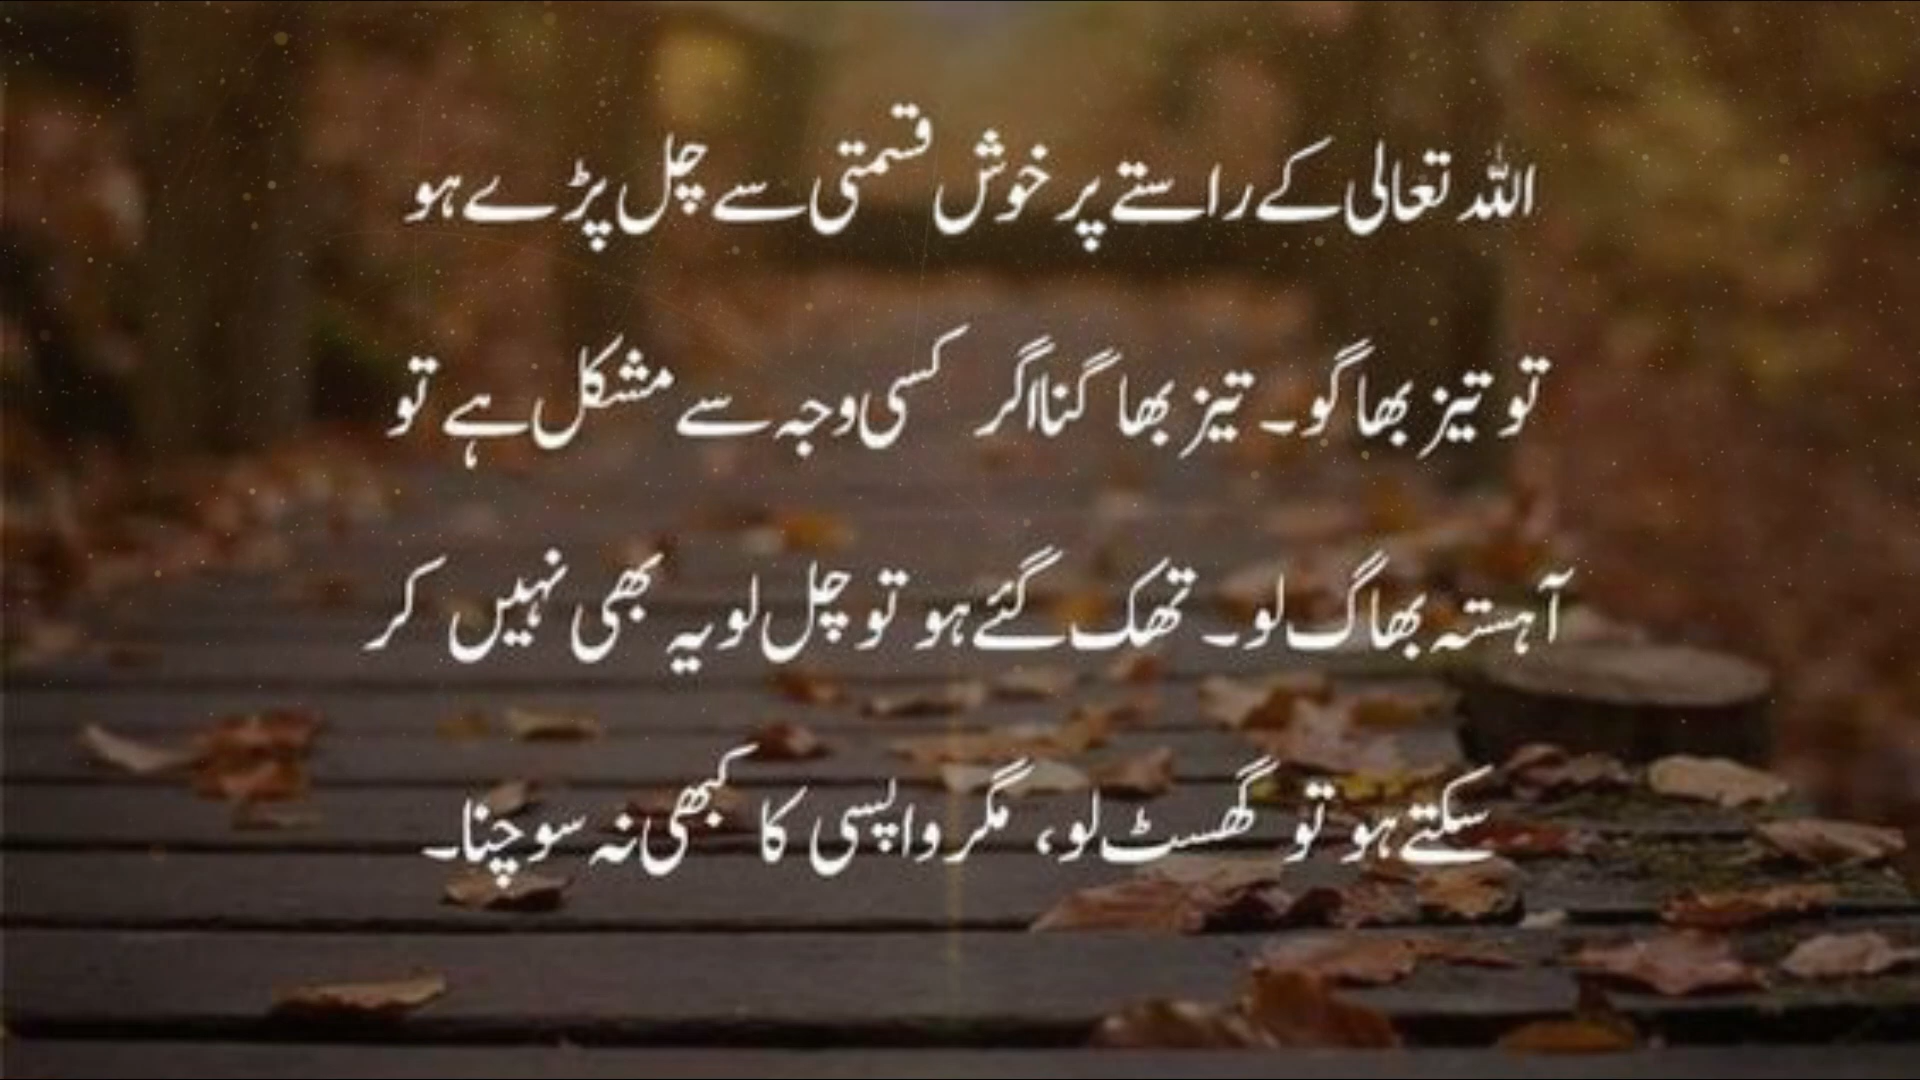 اللہ تعالی کے راستے پر خوش قسمتی سے چل پڑے ہو
تو تیز بھاگو۔ تیز بھاگنا اگر کسی وجہ سے مشکل ہے تو
آہستہ بھاگ لو۔ تھک گئے ہو تو چل لو یہ بھی نہیں کر
سکتے ہو تو گھسٹ لو، مگر واپسی کا کبھی نہ سوچنا۔